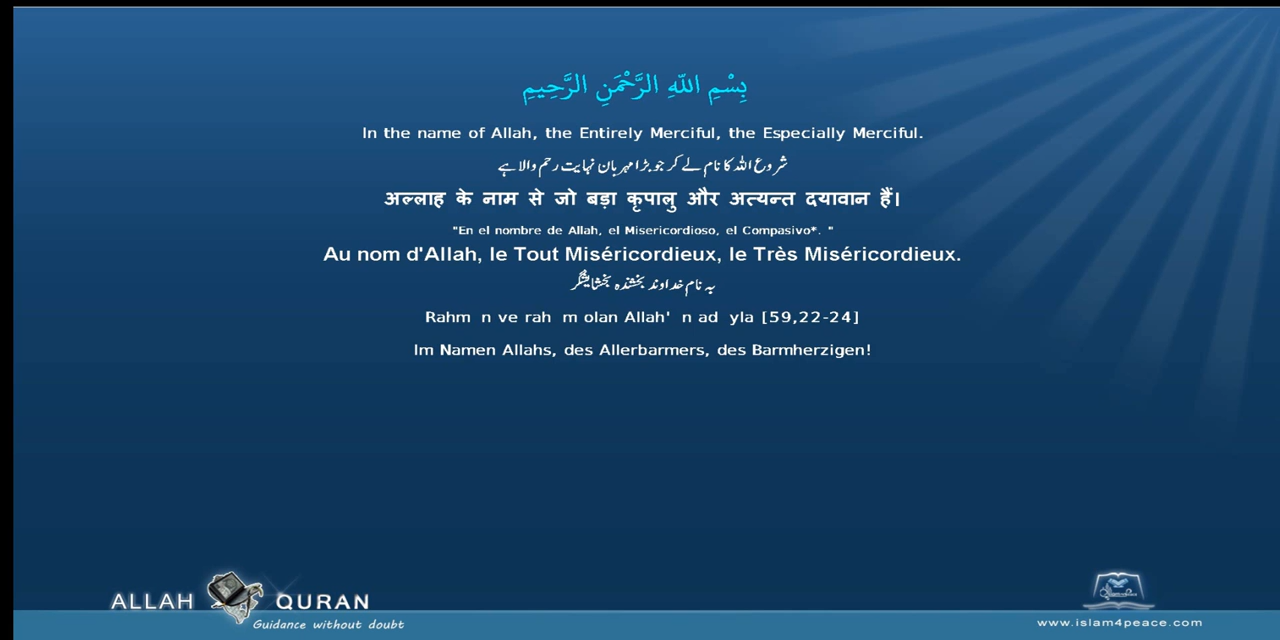 بِسْمِ اللّٰهِ الرَّحْمَنِ الرَّحِيمِ
In the name of Allah, the Entirely Merciful, the Especially Merciful.
شروع اللہ کا نام لے کر جو بڑا مہربان نہایت رحم والا ہے
अल्लाह के नाम से जो बड़ा कृपालु और अत्यन्त दयावान हैं।
"En el nombre de Allah, el Misericordioso, el Compasivo*. "
Au nom d'Allah, le Tout Miséricordieux, le Très Miséricordieux.
به نام خداوند بخشنده بخشایشگر
Rahm n ve rah m olan Allah' n ad yla [59,22-24]
Im Namen Allahs, des Allerbarmers, des Barmherzigen!
ALLAH QURAN
Guidance without doubt
www.islam4peace.com